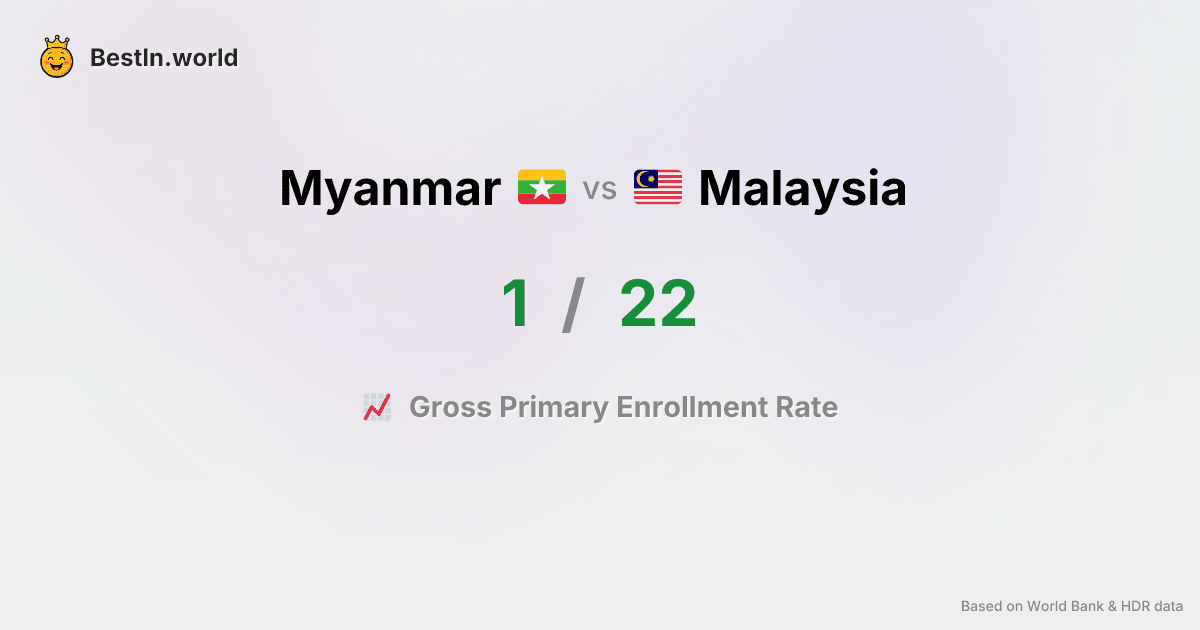 BestIn.world
Myanmar vs Malaysia
1 / 22
Gross Primary Enrollment Rate
Based on World Bank & HDR data